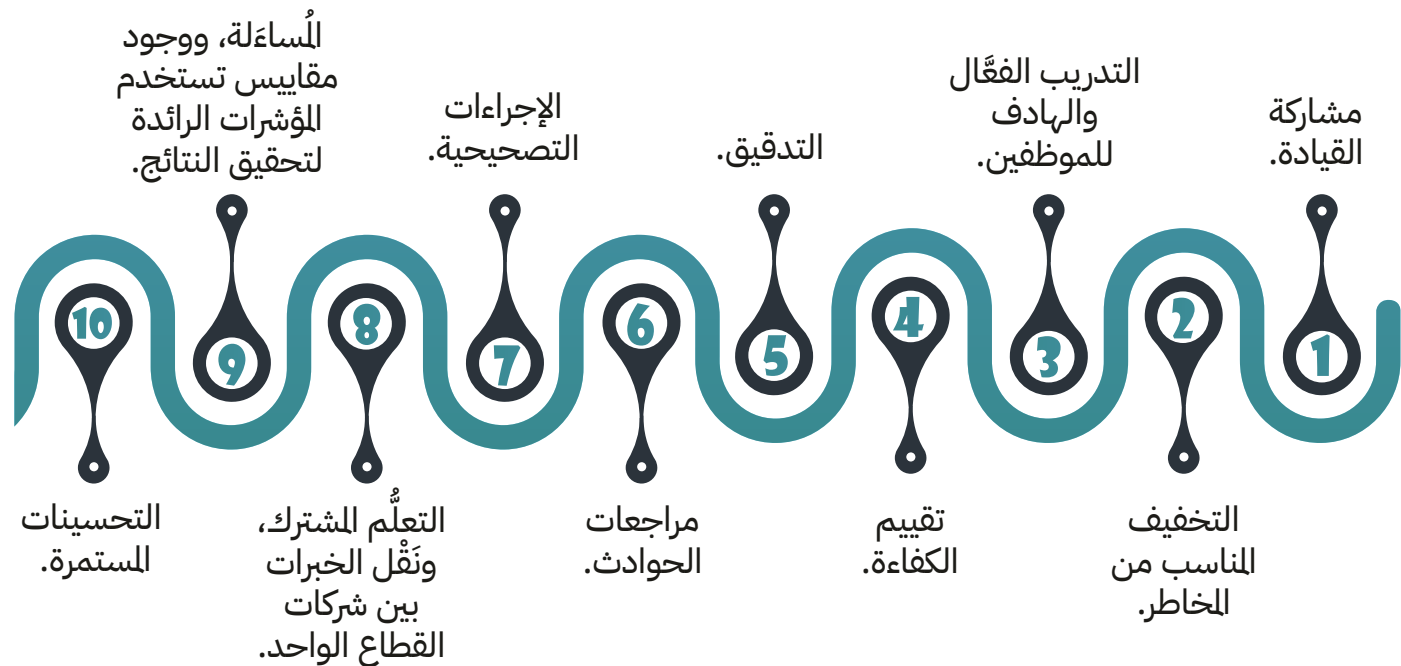 1
مشاركة
القيادة.
2
التخفيف
المناسب من
المخاطر.
3
التدريب الفعَّال
والهادف
للموظفين.
4
تقييم
الكفاءة.
5
التدقيق.
6
مراجعات
الحوادث.
7
الإجراءات
التصحيحية.
8
التعلُّم المشترك،
ونَقْل الخبرات
بين شركات
القطاع الواحد.
9
المُساءَلة، ووجود
مقاييس تستخدم
المؤشرات الرائدة
لتحقيق النتائج.
10
التحسينات
المستمرة.